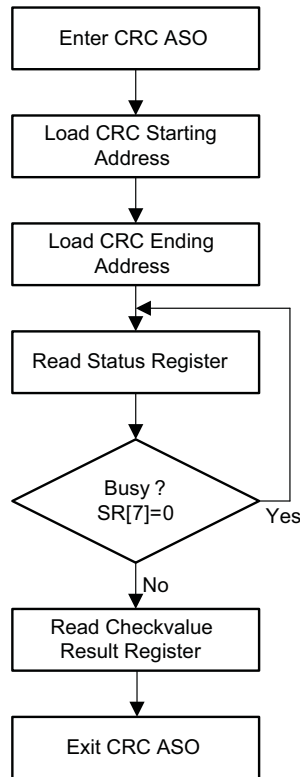 Enter CRC ASO
Load CRC Starting
Address
Load CRC Ending
Address
Read Status Register
Busy ?
SR[7]=0
Yes
No
Read Checkvalue
Result Register
Exit CRC ASO